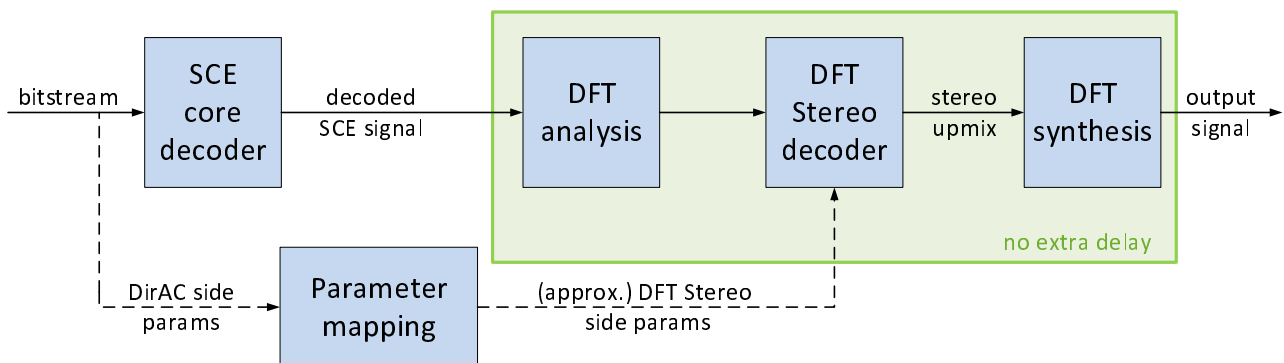 bitstream
SCE
core
decoder
decoded
SCE signal
DFT
analysis
DFT
Stereo
decoder
stereo
upmix
DFT
synthesis
output
signal
no extra delay
DirAC side
params
Parameter
mapping
(approx.) DFT Stereo
side params